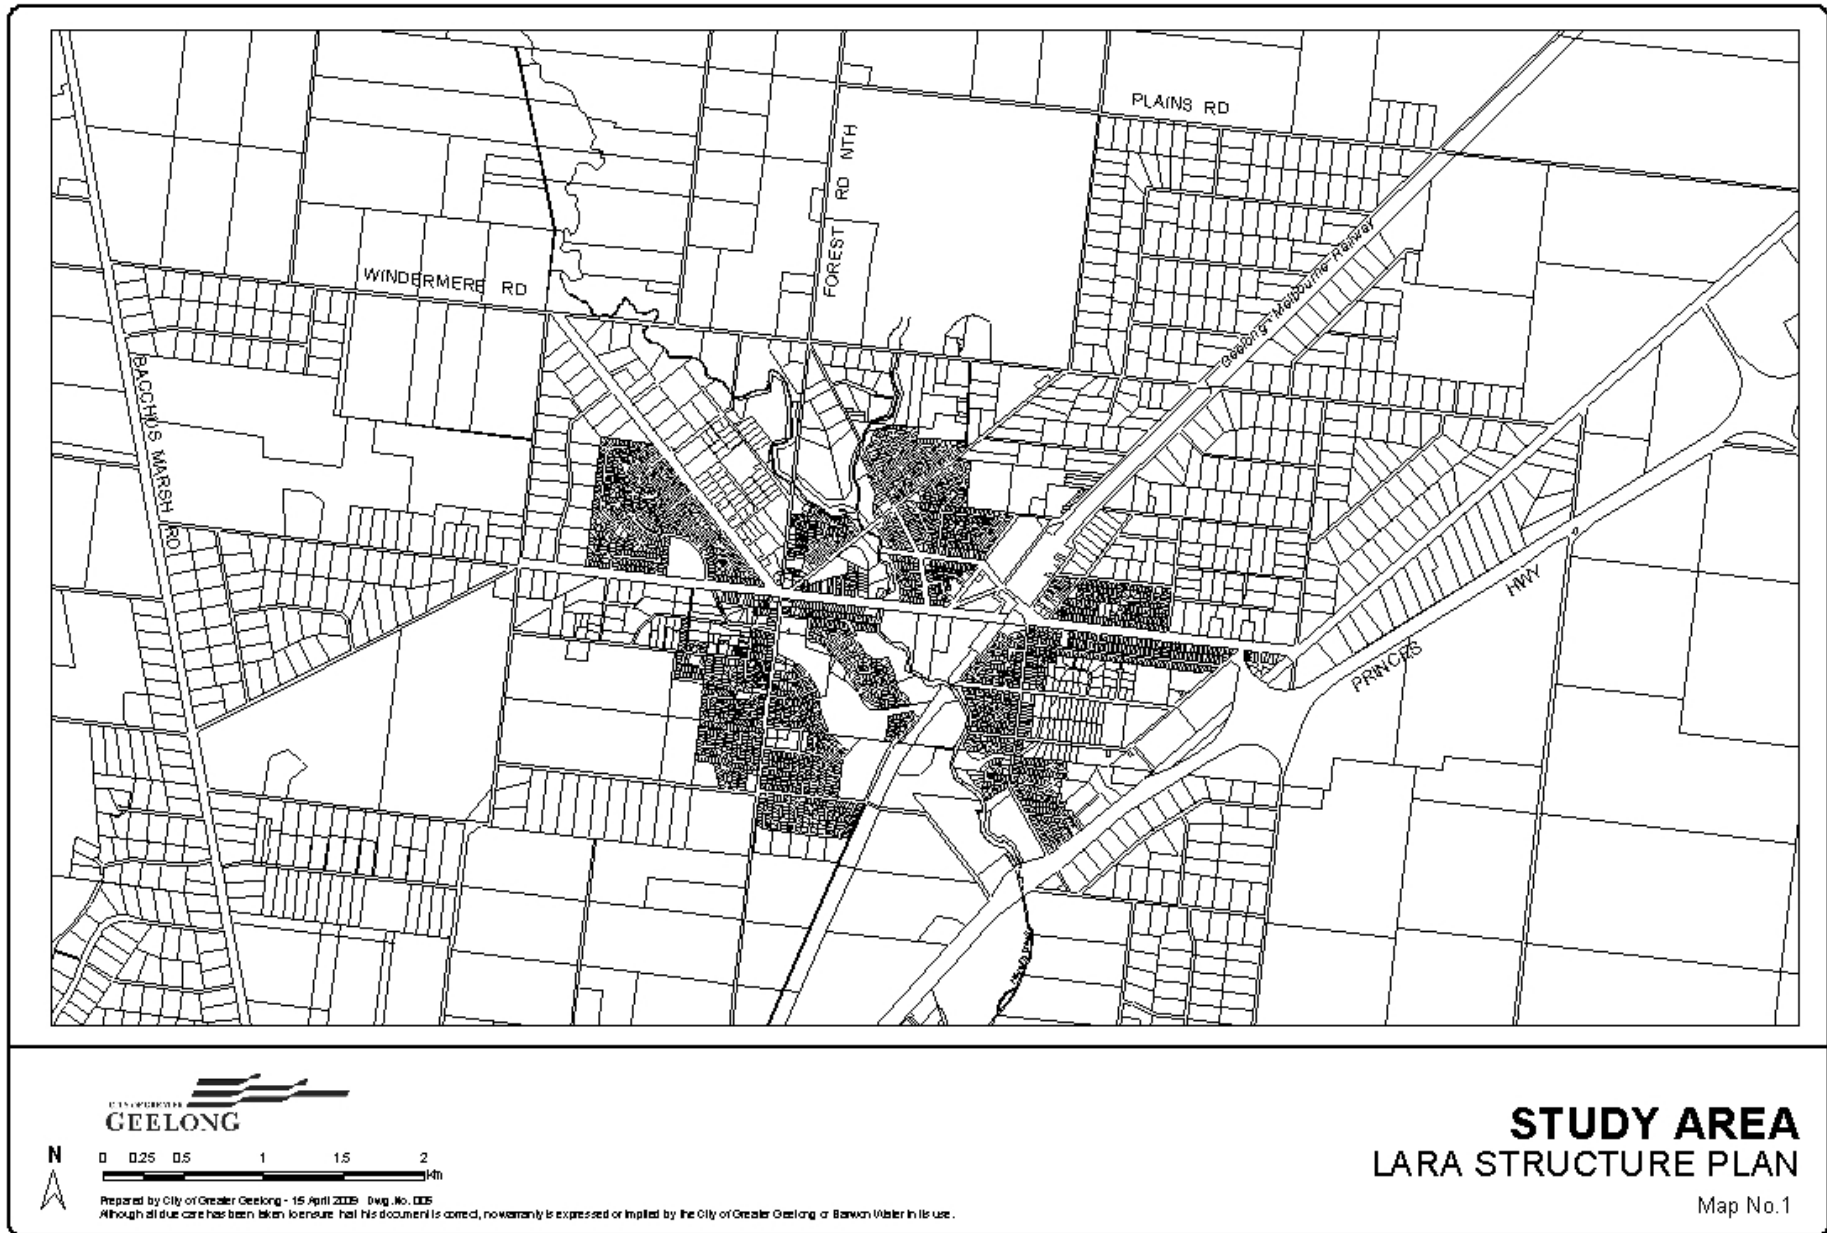 PLAINS RD
FOREST RD NTH
WINDERMERE RD
Geelong - Melbourne Railway
BACCHUS MARSH RD
PRINCES HWY
CITY OF GREATER
GEELONG
N
0 0.25 0.5 1 1.5 2
km
Prepared by City of Greater Geelong - 15 April 2009 Dwg. No. 005
Although all due care has been taken to ensure that this document is correct, no warranty is expressed or implied by the City of Greater Geelong or Barwon Water in its use.
STUDY AREA
LARA STRUCTURE PLAN
Map No.1